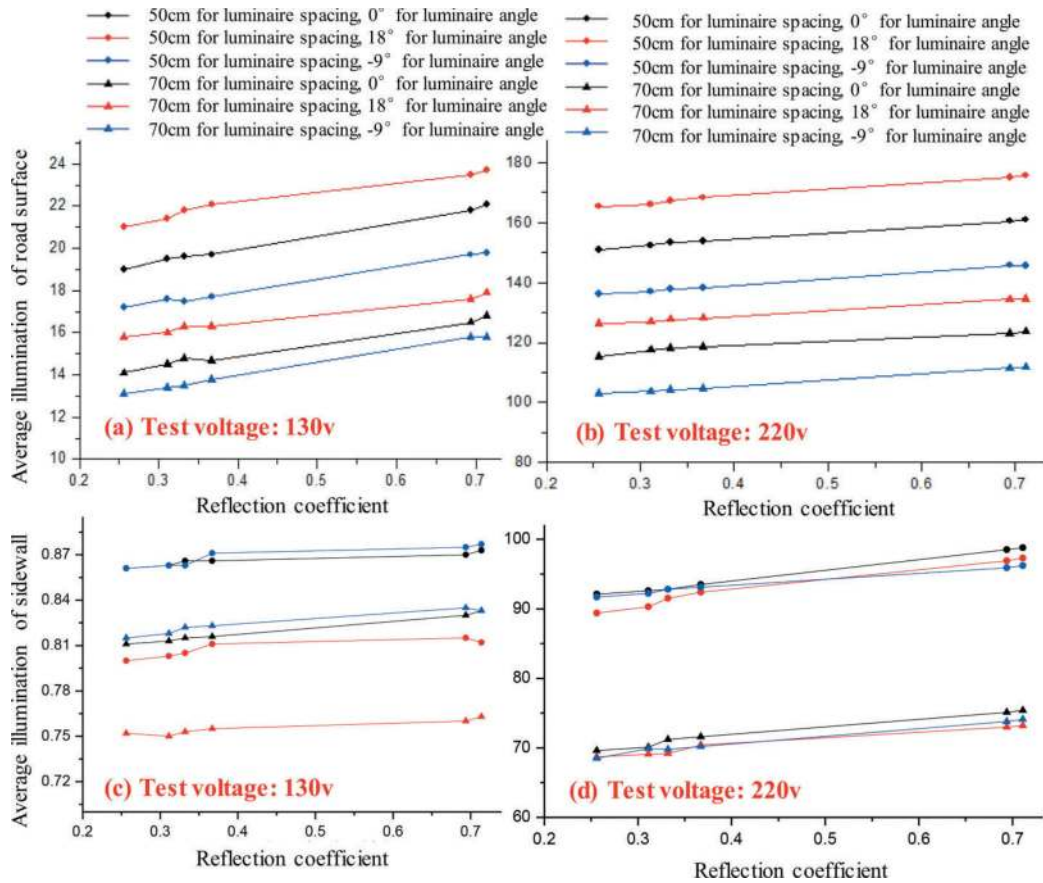 50cm for luminaire spacing, 0° for luminaire angle
50cm for luminaire spacing, 18° for luminaire angle
50cm for luminaire spacing, -9° for luminaire angle
70cm for luminaire spacing, 0° for luminaire angle
70cm for luminaire spacing, 18° for luminaire angle
70cm for luminaire spacing, -9° for luminaire angle
24
22
20
18
16
14
12
10
Average illumination of road surface
(a) Test voltage: 130v
0.2 0.3 0.4 0.5 0.6 0.7
Reflection coefficient
50cm for luminaire spacing, 0° for luminaire angle
50cm for luminaire spacing, 18° for luminaire angle
50cm for luminaire spacing, -9° for luminaire angle
70cm for luminaire spacing, 0° for luminaire angle
70cm for luminaire spacing, 18° for luminaire angle
70cm for luminaire spacing, -9° for luminaire angle
180
160
140
120
100
80
(b) Test voltage: 220v
0.2 0.3 0.4 0.5 0.6 0.7
Reflection coefficient
0.87
0.84
0.81
0.78
0.75
0.72
Average illumination of sidewall
(c) Test voltage: 130v
0.2 0.3 0.4 0.5 0.6 0.7
Reflection coefficient
100
90
80
70
60
(d) Test voltage: 220v
0.2 0.3 0.4 0.5 0.6 0.7
Reflection coefficient